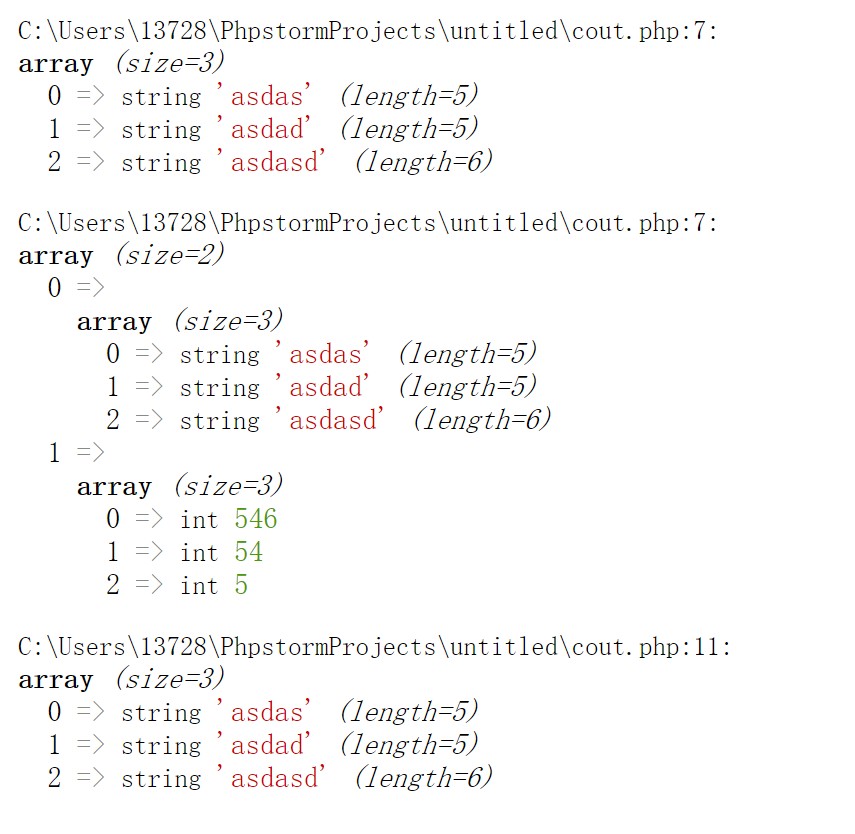 C:\Users\13728\PhpstormProjects\untitled\cout.php:7:
array (size=3)
0 => string 'asdas' (length=5)
1 => string 'asdad' (length=5)
2 => string 'asdasd' (length=6)
C:\Users\13728\PhpstormProjects\untitled\cout.php:7:
array (size=2)
0 =>
array (size=3)
0 => string 'asdas' (length=5)
1 => string 'asdad' (length=5)
2 => string 'asdasd' (length=6)
1 =>
array (size=3)
0 => int 546
1 => int 54
2 => int 5
C:\Users\13728\PhpstormProjects\untitled\cout.php:11:
array (size=3)
0 => string 'asdas' (length=5)
1 => string 'asdad' (length=5)
2 => string 'asdasd' (length=6)